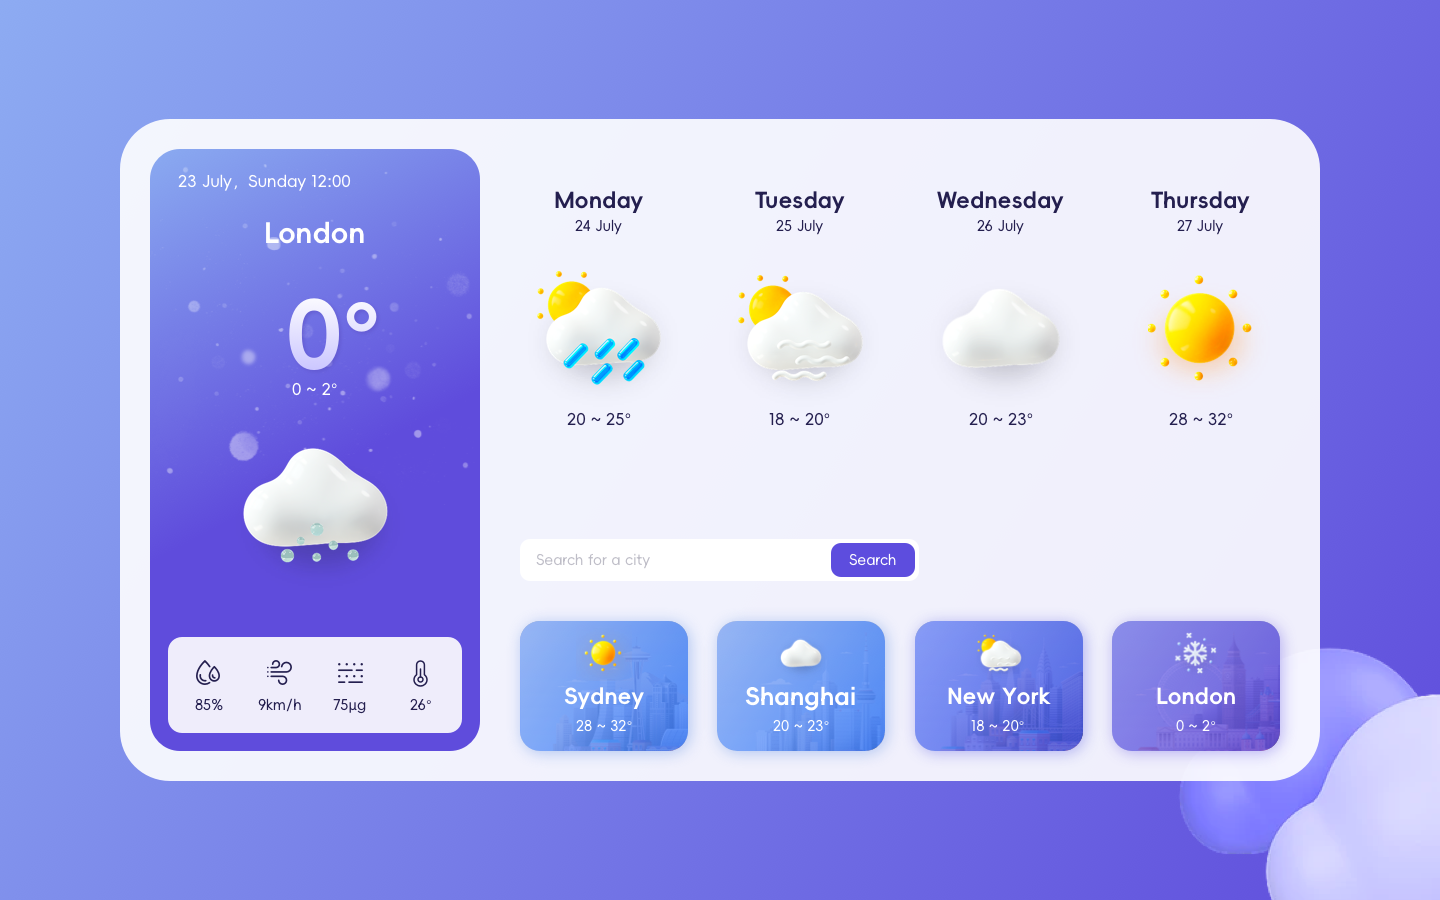 23 July,  Sunday 12:00
London
0°
0 ~ 2°
85%
9km/h
75μg
26°
Monday
24 July
20 ~ 25°
Tuesday
25 July
18 ~ 20°
Wednesday
26 July
20 ~ 23°
Thursday
27 July
28 ~ 32°
Search for a city
Search
Sydney
28 ~ 32°
Shanghai
20 ~ 23°
New York
18 ~ 20°
London
0 ~ 2°